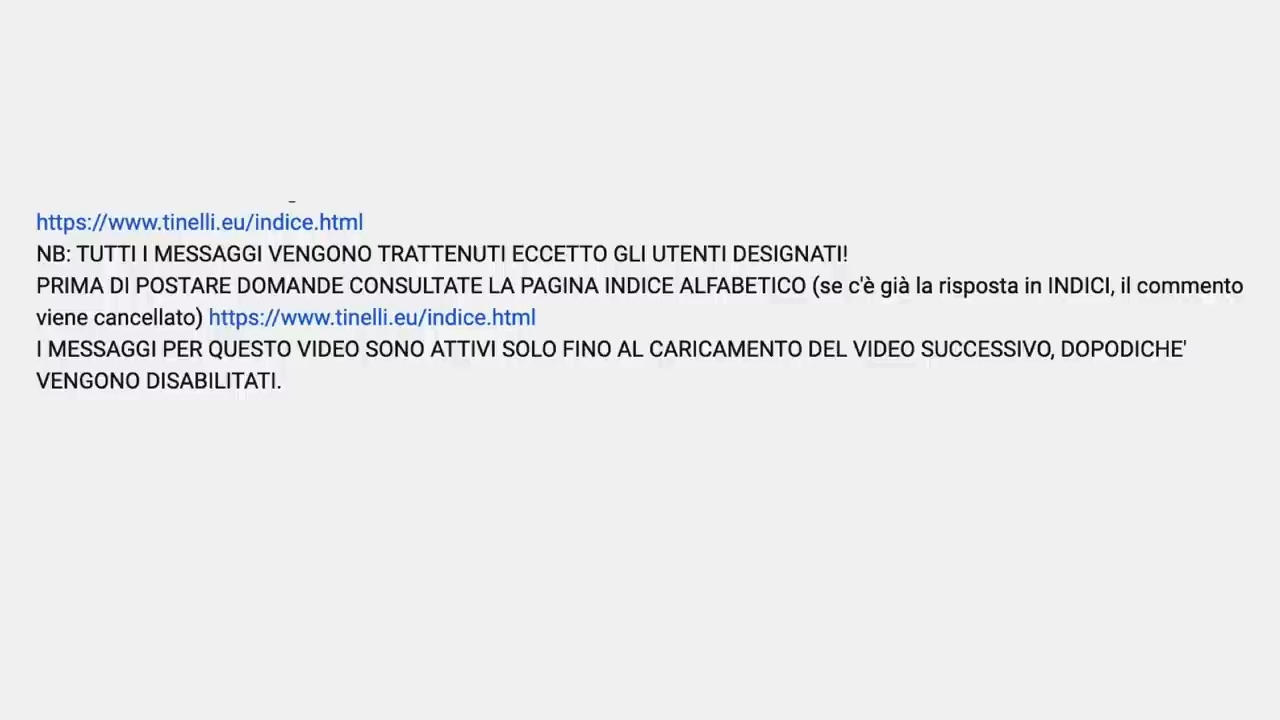 https://www.tinelli.eu/indice.html
NB: TUTTI I MESSAGGI VENGONO TRATTENUTI ECCETTO GLI UTENTI DESIGNATI!
PRIMA DI POSTARE DOMANDE CONSULTATE LA PAGINA INDICE ALFABETICO (se c'è già la risposta in INDICI, il commento
viene cancellato) https://www.tinelli.eu/indice.html
I MESSAGGI PER QUESTO VIDEO SONO ATTIVI SOLO FINO AL CARICAMENTO DEL VIDEO SUCCESSIVO, DOPODICHE'
VENGONO DISABILITATI.